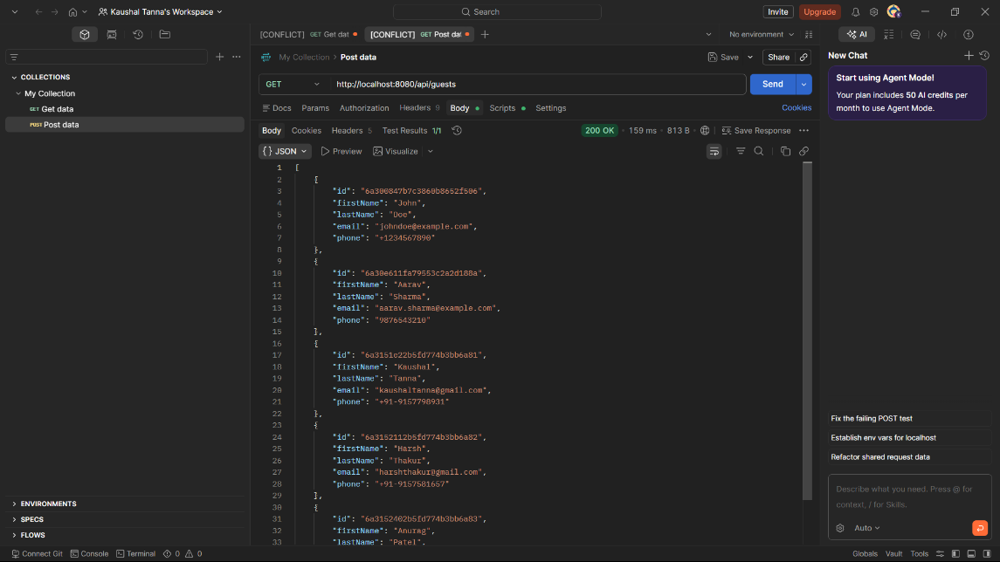 Kaushal Tanna's Workspace
Search
Invite
Upgrade
[CONFLICT] GET Get dat
[CONFLICT] GET Post dat
No environment
AI
My Collection > Post data
Save
Share
New Chat
COLLECTIONS
My Collection
GET Get data
POST Post data
GET
http://localhost:8080/api/guests
Send
Start using Agent Model!
Your plan includes 50 AI credits per
month to use Agent Mode.
Docs Params Authorization Headers 9 Body Scripts Settings
Cookies
Body Cookies Headers 5 Test Results 1/1
200 OK • 159 ms • 813 B
Save Response
{} JSON
Preview
Visualize
1 [
2 {
3 "id": "6a300847b7c3860b8652f506",
4 "firstName": "John",
5 "lastName": "Doe",
6 "email": "johndoe@example.com",
7 "phone": "+1234567890"
8 },
9 {
10 "id": "6a30e611fa79553c2a2d188a",
11 "firstName": "Aarav",
12 "lastName": "Sharma",
13 "email": "aarav.sharma@example.com",
14 "phone": "9876543210"
15 },
16 {
17 "id": "6a3151e22b5fd774b3bb6a81",
18 "firstName": "Kaushal",
19 "lastName": "Tanna",
20 "email": "kaushaltanna@gmail.com",
21 "phone": "+91-9157798931"
22 },
23 {
24 "id": "6a3152112b5fd774b3bb6a82",
25 "firstName": "Harsh",
26 "lastName": "Thakur",
27 "email": "harshthakur@gmail.com",
28 "phone": "+91-9157581657"
29 },
30 {
31 "id": "6a3152402b5fd774b3bb6a83",
32 "firstName": "Anurag",
33 "lastName": "Patel",
Fix the failing POST test
Establish env vars for localhost
Refactor shared request data
Describe what you need. Press @ for
context, / for Skills.
Auto
ENVIRONMENTS
SPECS
FLOWS
Connect Git
Console
Terminal
0
0
Globals
Vault
Tools